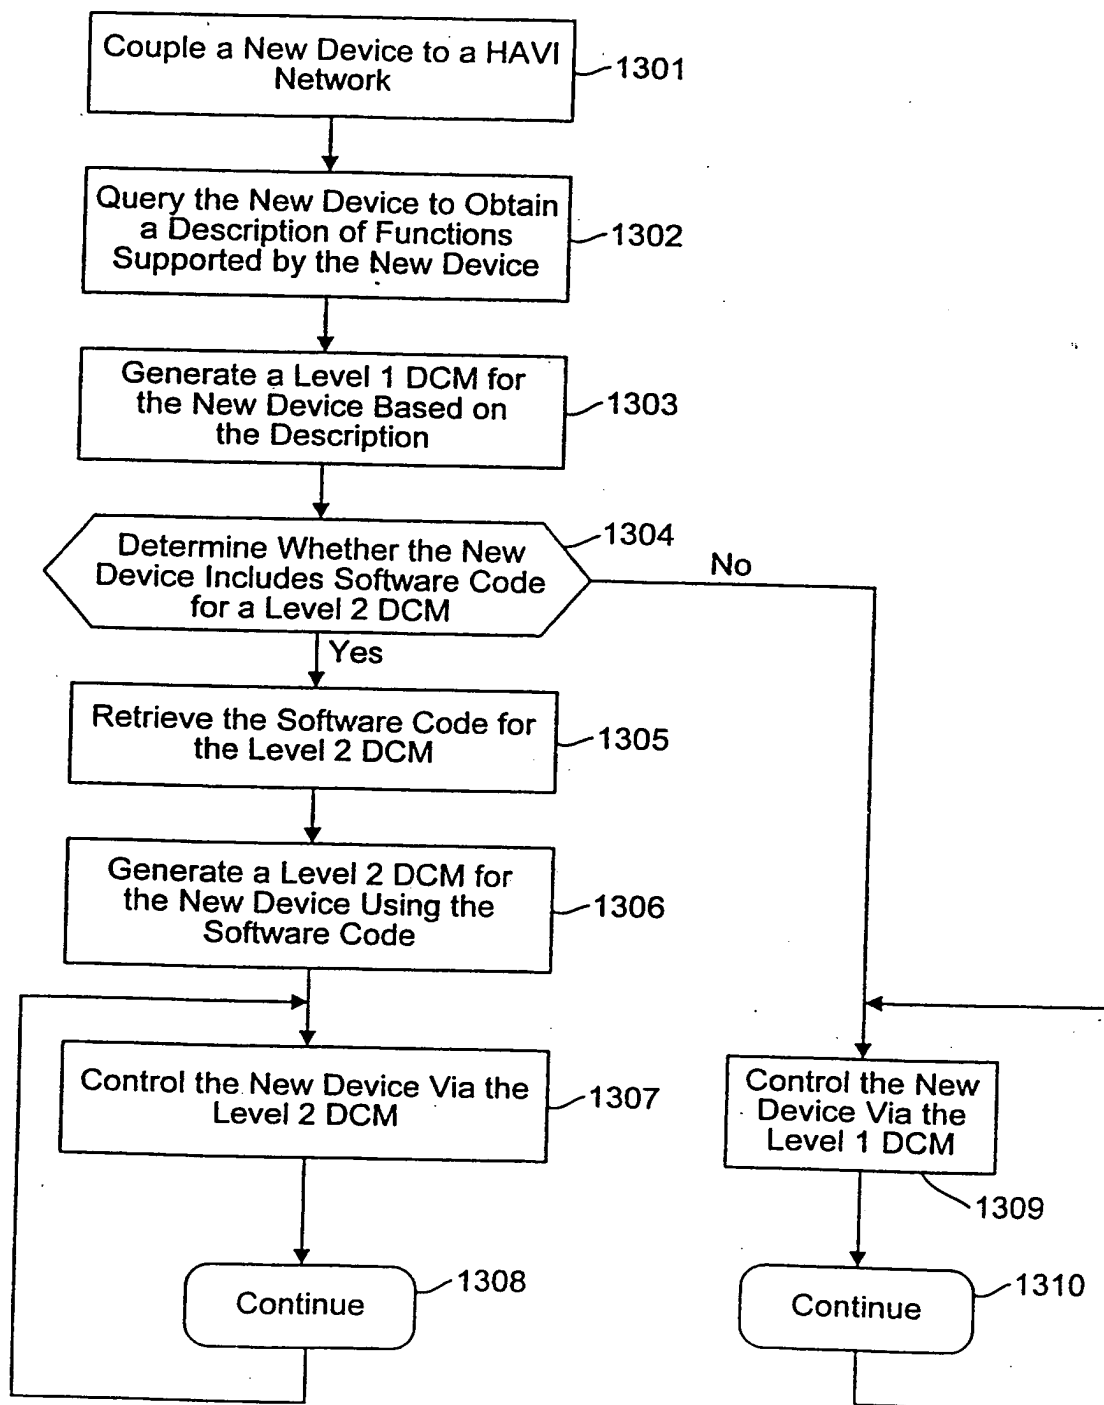 Couple a New Device to a HAVI
Network
1301
Query the New Device to Obtain
a Description of Functions
Supported by the New Device
1302
Generate a Level 1 DCM for
the New Device Based on
the Description
1303
Determine Whether the New
Device Includes Software Code
for a Level 2 DCM
1304
No
Yes
Retrieve the Software Code for
the Level 2 DCM
1305
Generate a Level 2 DCM for
the New Device Using the
Software Code
1306
Control the New Device Via the
Level 2 DCM
1307
Control the New
Device Via the
Level 1 DCM
1309
Continue
1308
Continue
1310